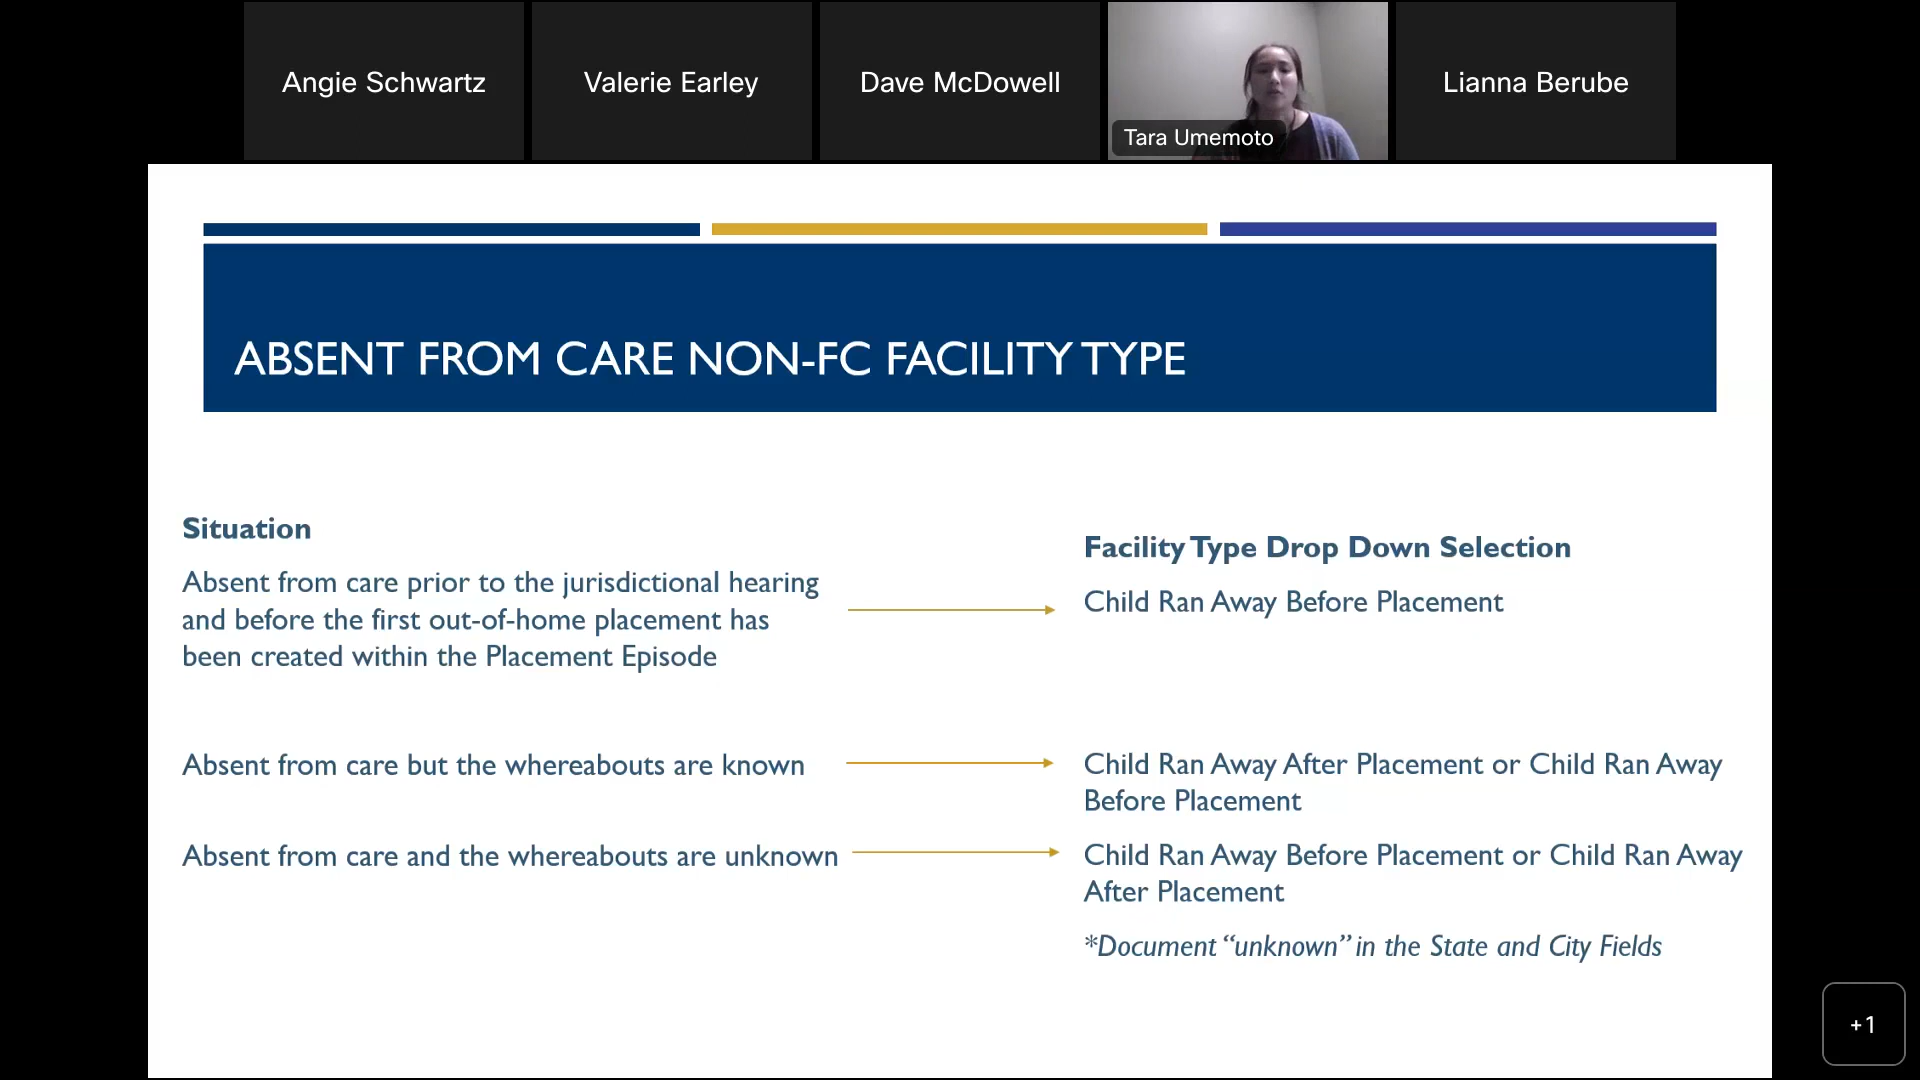 Angie Schwartz
Valerie Earley
Dave McDowell
Tara Umemoto
Lianna Berube
ABSENT FROM CARE NON-FC FACILITY TYPE
Situation
Absent from care prior to the jurisdictional hearing
and before the first out-of-home placement has
been created within the Placement Episode
Absent from care but the whereabouts are known
Absent from care and the whereabouts are unknown
Facility Type Drop Down Selection
Child Ran Away Before Placement
Child Ran Away After Placement or Child Ran Away
Before Placement
Child Ran Away Before Placement or Child Ran Away
After Placement
*Document “unknown” in the State and City Fields
+1